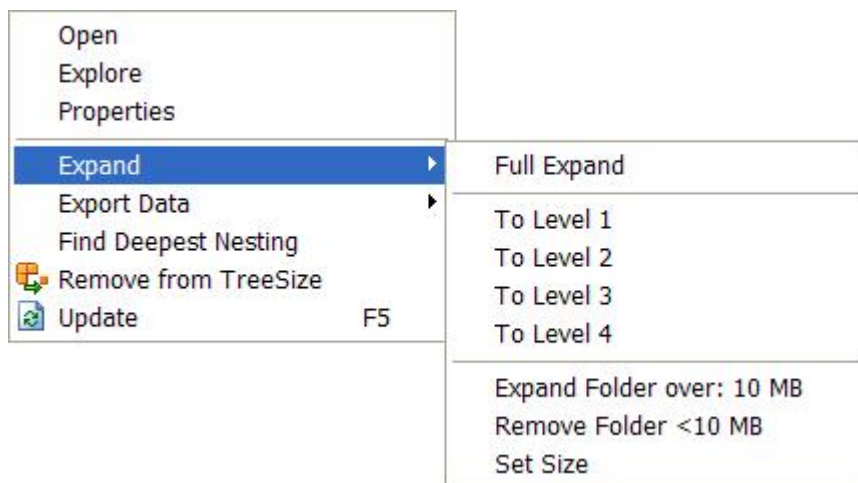 Open
Explore
Properties
Expand
Export Data
Find Deepest Nesting
Remove from TreeSize
Update F5
Full Expand
To Level 1
To Level 2
To Level 3
To Level 4
Expand Folder over: 10 MB
Remove Folder <10 MB
Set Size